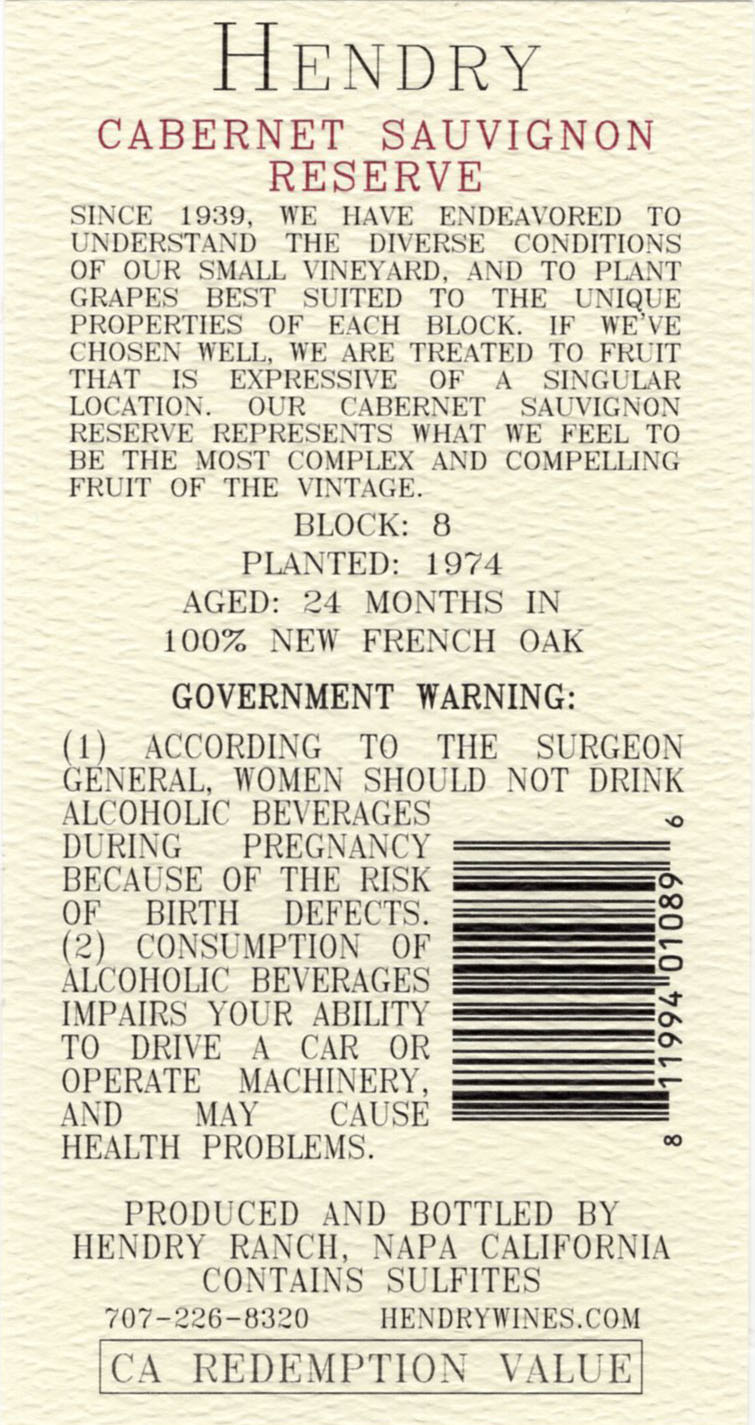 HENDRY
CABERNET SAUVIGNON
RESERVE
SINCE 1939, WE HAVE ENDEAVORED TO
UNDERSTAND THE DIVERSE CONDITIONS
OF OUR SMALL VINEYARD, AND TO PLANT
GRAPES BEST SUITED TO THE UNIQUE
PROPERTIES OF EACH BLOCK. IF WE'VE
CHOSEN WELL, WE ARE TREATED TO FRUIT
THAT IS EXPRESSIVE OF A SINGULAR
LOCATION. OUR CABERNET SAUVIGNON
RESERVE REPRESENTS WHAT WE FEEL TO
BE THE MOST COMPLEX AND COMPELLING
FRUIT OF THE VINTAGE.
BLOCK: 8
PLANTED: 1974
AGED: 24 MONTHS IN
100% NEW FRENCH OAK
GOVERNMENT WARNING:
(1) ACCORDING TO THE SURGEON
GENERAL, WOMEN SHOULD NOT DRINK
ALCOHOLIC BEVERAGES
DURING PREGNANCY
BECAUSE OF THE RISK
OF BIRTH DEFECTS.
(2) CONSUMPTION OF
ALCOHOLIC BEVERAGES
IMPAIRS YOUR ABILITY
TO DRIVE A CAR OR
OPERATE MACHINERY,
AND MAY CAUSE
HEALTH PROBLEMS.
8 11994 01089 6
PRODUCED AND BOTTLED BY
HENDRY RANCH, NAPA CALIFORNIA
CONTAINS SULFITES
707-226-8320 HENDRYWINES.COM
CA REDEMPTION VALUE